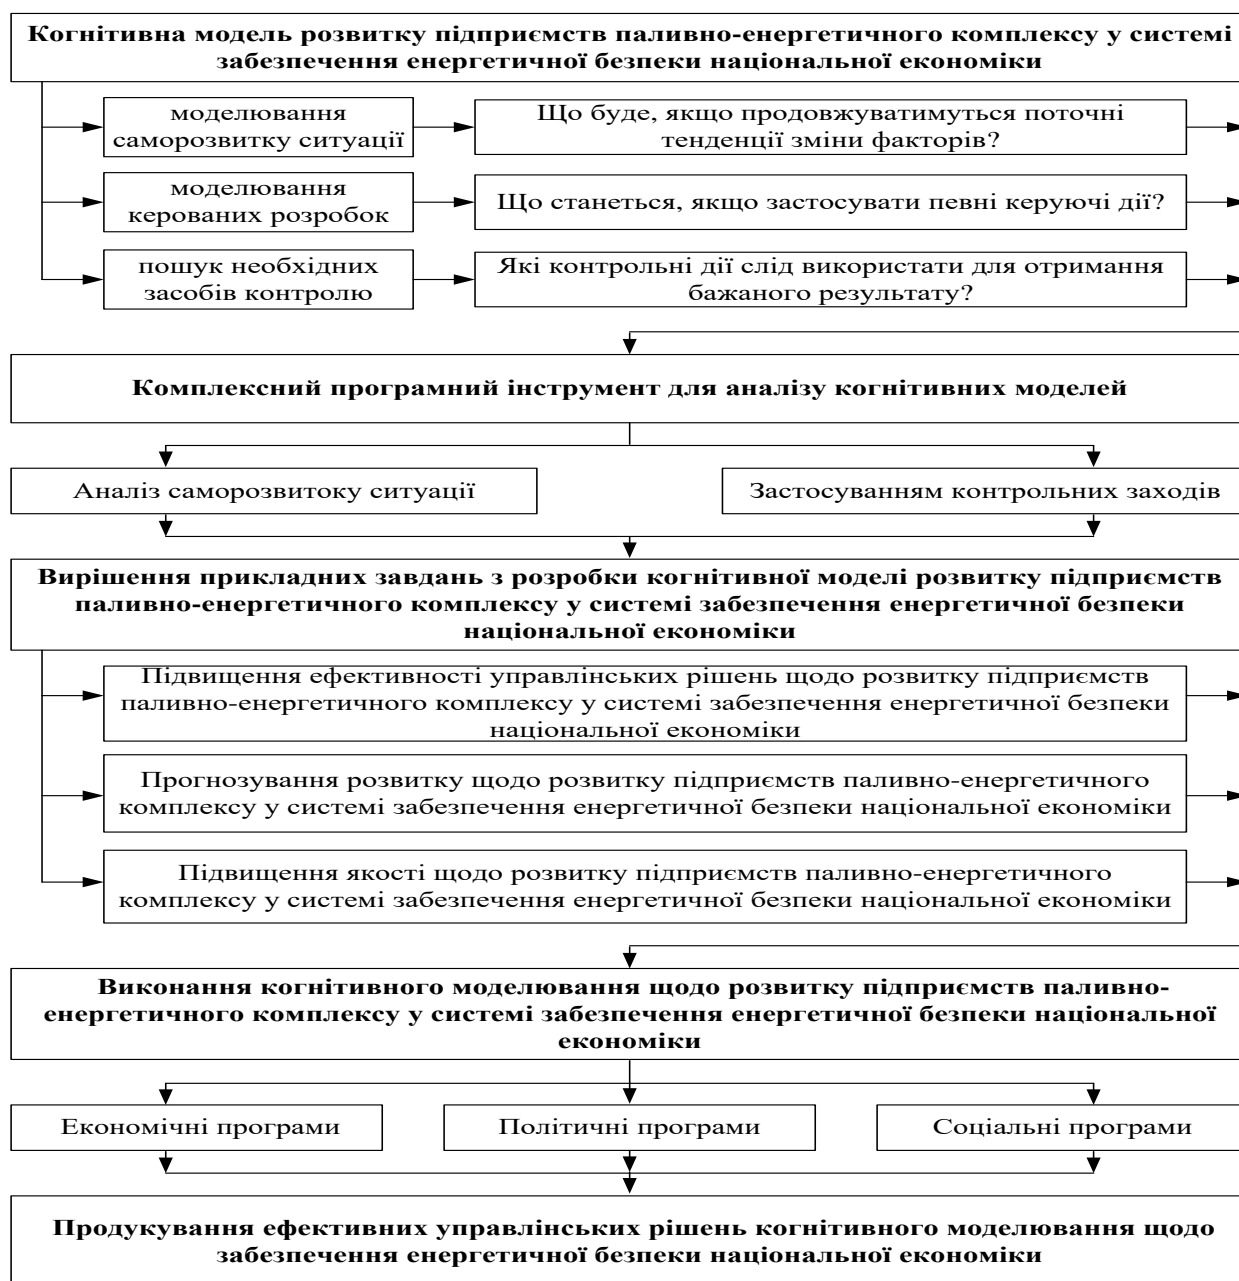 Когнітивна модель розвитку підприємств паливно-енергетичного комплексу у системі
забезпечення енергетичної безпеки національної економіки
моделювання
саморозвитку ситуації
Що буде, якщо продовжуватимуться поточні
тенденції зміни факторів?
моделювання
керованих розробок
Що станеться, якщо застосувати певні керуючі дії?
пошук необхідних
засобів контролю
Які контрольні дії слід використати для отримання
бажаного результату?
Комплексний програмний інструмент для аналізу когнітивних моделей
Аналіз саморозвитоку ситуації
Застосуванням контрольних заходів
Вирішення прикладних завдань з розробки когнітивної моделі розвитку підприємств
паливно-енергетичного комплексу у системі забезпечення енергетичної безпеки
національної економіки
Підвищення ефективності управлінських рішень щодо розвитку підприємств
паливно-енергетичного комплексу у системі забезпечення енергетичної безпеки
національної економіки
Прогнозування розвитку щодо розвитку підприємств паливно-енергетичного
комплексу у системі забезпечення енергетичної безпеки національної економіки
Підвищення якості щодо розвитку підприємств паливно-енергетичного
комплексу у системі забезпечення енергетичної безпеки національної економіки
Виконання когнітивного моделювання щодо розвитку підприємств паливно-
енергетичного комплексу у системі забезпечення енергетичної безпеки національної
економіки
Економічні програми
Політичні програми
Соціальні програми
Продукування ефективних управлінських рішень когнітивного моделювання щодо
забезпечення енергетичної безпеки національної економіки